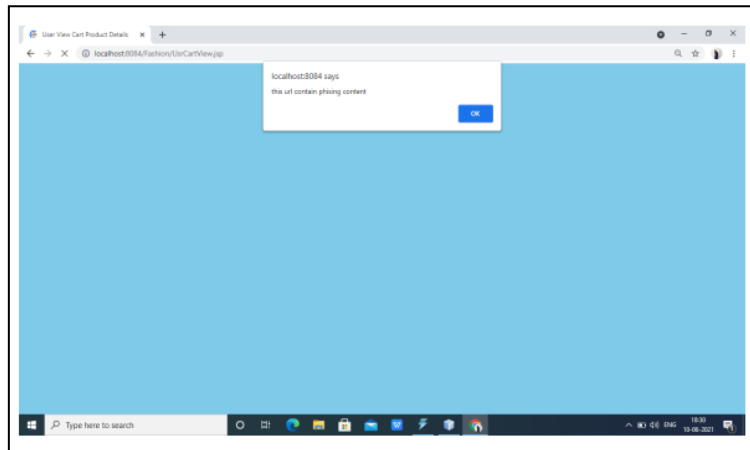 User View Cart Product Details
localhost:8084/Fashion/UsrCartView.jsp
localhost:8084 says
this url contain phising content
OK
Type here to search
ENG
18:30
10-06-2021